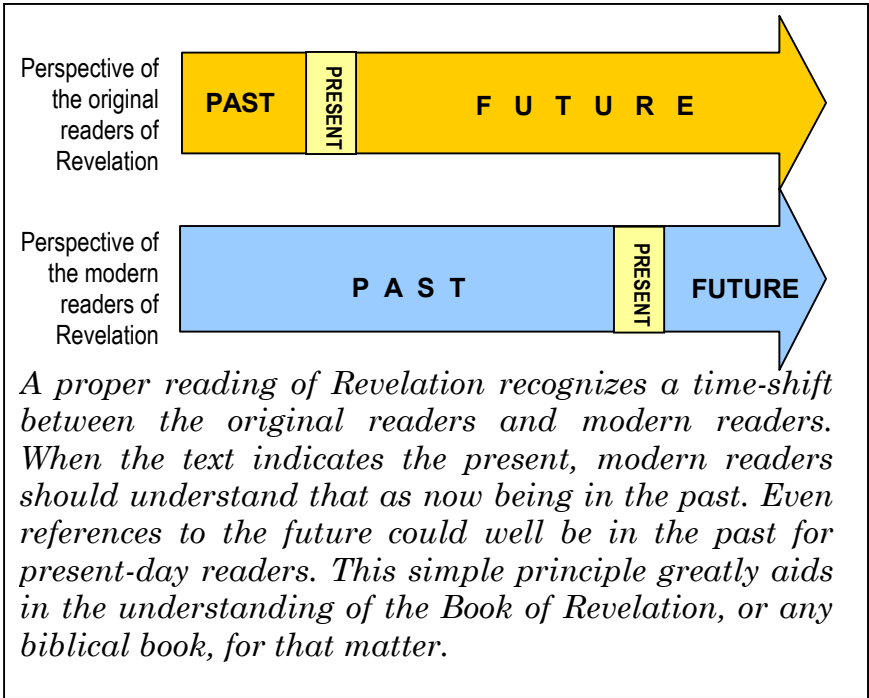 Perspective of
the original
readers of
Revelation
PAST
PRESENT
F U T U R E
Perspective of
the modern
readers of
Revelation
P A S T
PRESENT
FUTURE
A proper reading of Revelation recognizes a time-shift
between the original readers and modern readers.
When the text indicates the present, modern readers
should understand that as now being in the past. Even
references to the future could well be in the past for
present-day readers. This simple principle greatly aids
in the understanding of the Book of Revelation, or any
biblical book, for that matter.